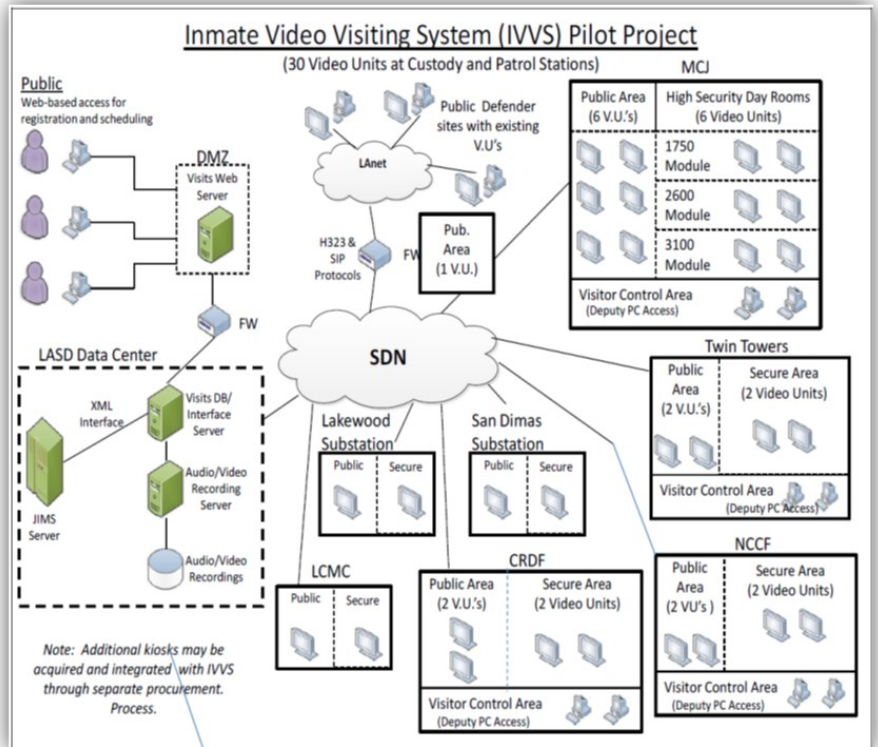 Inmate Video Visiting System (IVVS) Pilot Project
(30 Video Units at Custody and Patrol Stations)
Public
Web-based access for
registration and scheduling
DMZ
Visits Web
Server
FW
LAnet
Public Defender
sites with existing
V.U's
H323 &
SIP
Protocols
FW
Pub.
Area
(1 V.U.)
MCJ
Public Area
(6 V.U.'s)
High Security Day Rooms
(6 Video Units)
1750
Module
2600
Module
3100
Module
Visitor Control Area
(Deputy PC Access)
SDN
LASD Data Center
XML
Interface
Visits DB/
Interface
Server
Audio/Video
Recording
Server
JIMS
Server
Audio/Video
Recordings
Lakewood
Substation
Public
Secure
San Dimas
Substation
Public
Secure
Twin Towers
Public
Area
(2 V.U.'s)
Secure Area
(2 Video Units)
Visitor Control Area
(Deputy PC Access)
LCMC
Public
Secure
CRDF
Public Area
(2 V.U.'s)
Secure Area
(2 Video Units)
Visitor Control Area
(Deputy PC Access)
NCCF
Public
Area
(2 VU's )
Secure Area
(2 Video Units)
Visitor Control Area
(Deputy PC Access)
Note: Additional kiosks may be
acquired and integrated with IVVS
through separate procurement.
Process.